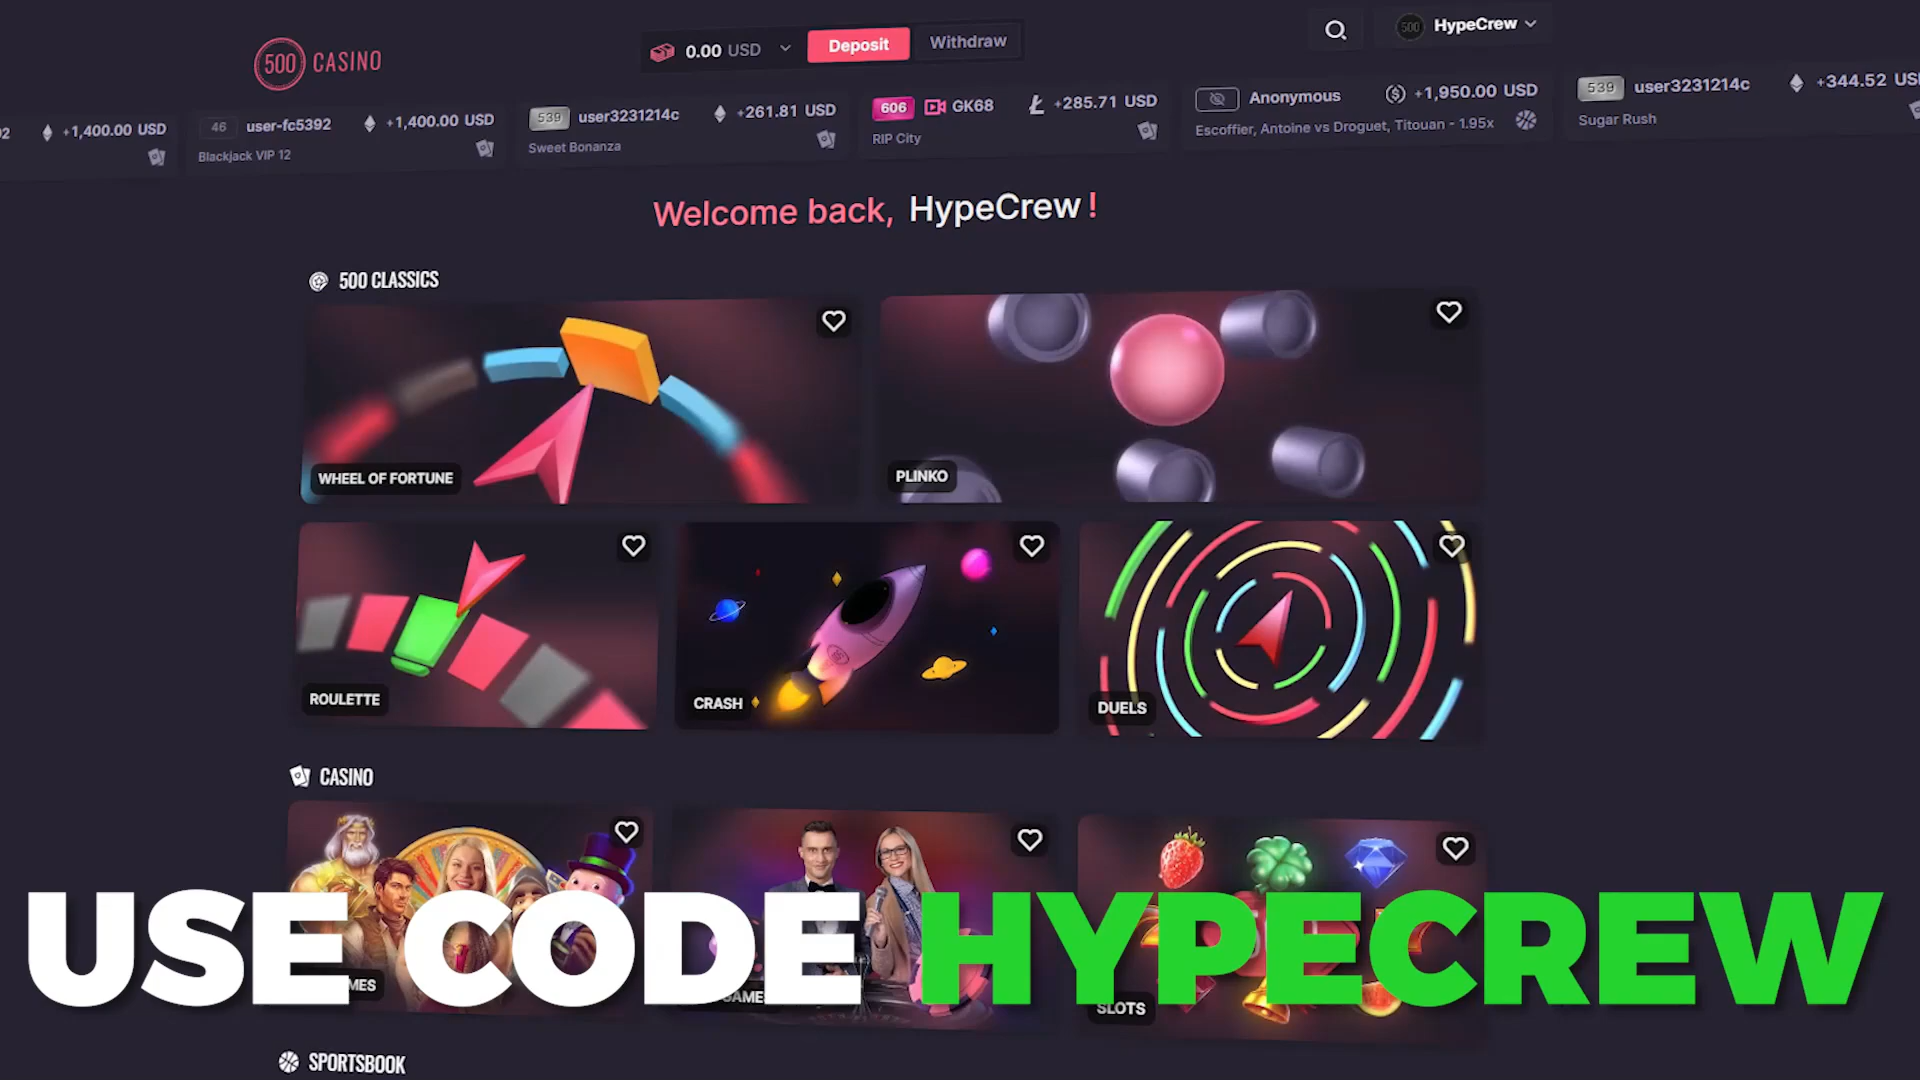 500 CASINO
0.00 USD
Deposit
Withdraw
500
HypeCrew
+1,400.00 USD
46 user-fc5392 +1,400.00 USD
Blackjack VIP 12
539 user3231214c +261.81 USD
Sweet Bonanza
606 GK68 +285.71 USD
RIP City
Anonymous +1,950.00 USD
Escoffier, Antoine vs Droguet, Titouan - 1.95x
539 user3231214c +344.52 USD
Sugar Rush
Welcome back, HypeCrew!
500 CLASSICS
WHEEL OF FORTUNE
PLINKO
ROULETTE
CRASH
DUELS
CASINO
SLOTS
USE CODE HYPECREW
SPORTSBOOK